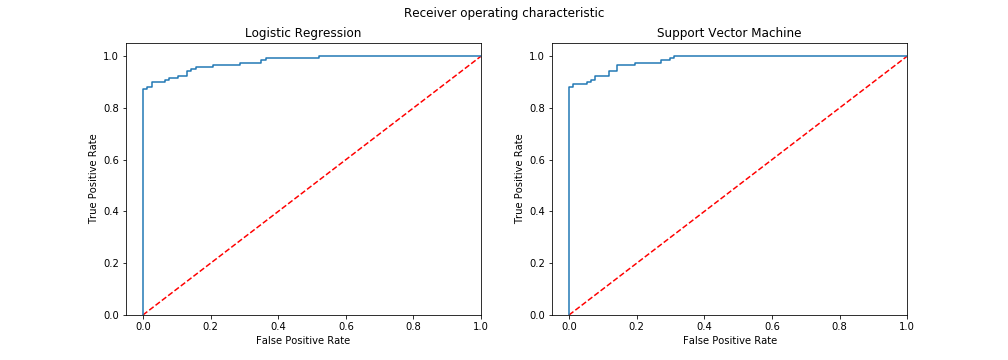 Receiver operating characteristic
Logistic Regression
1.0
0.8
0.6
0.4
0.2
0.0
True Positive Rate
0.0 0.2 0.4 0.6 0.8 1.0
False Positive Rate
Support Vector Machine
1.0
0.8
0.6
0.4
0.2
0.0
True Positive Rate
0.0 0.2 0.4 0.6 0.8 1.0
False Positive Rate